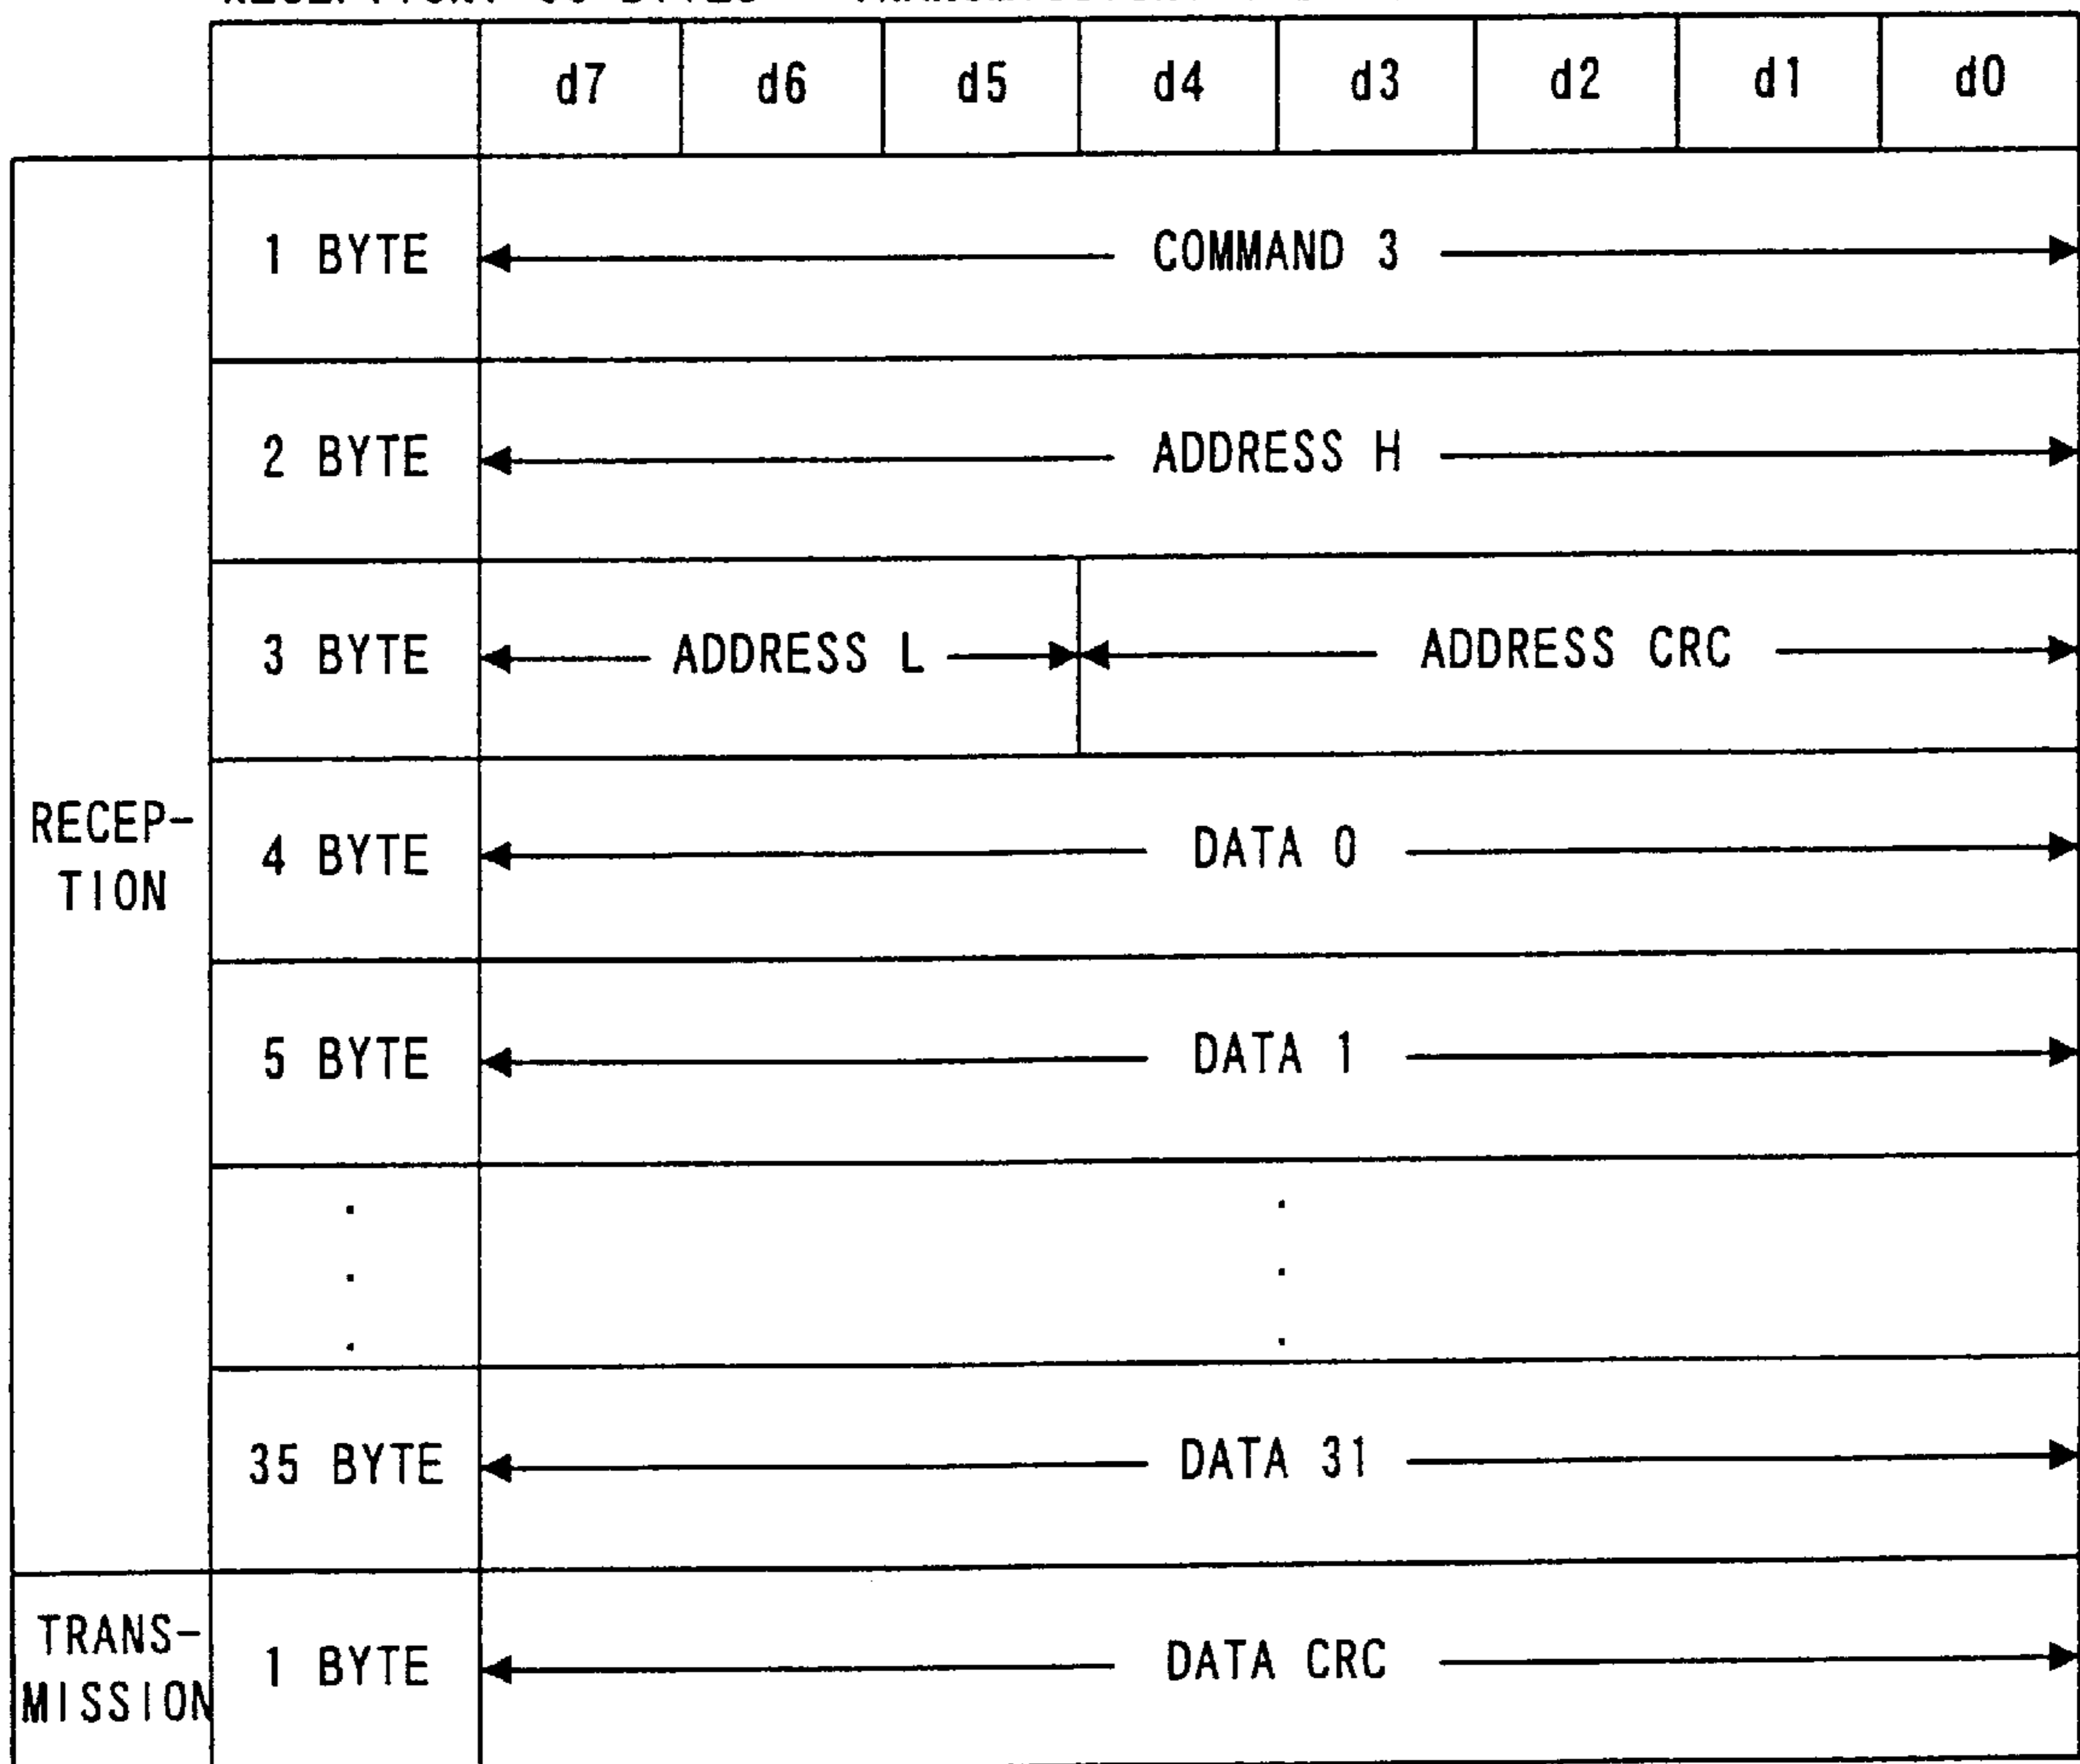 d7 d6 d5 d4 d3 d2 d1 d0
1 BYTE COMMAND 3
2 BYTE ADDRESS H
3 BYTE ADDRESS L ADDRESS CRC
RECEP-
TION
4 BYTE DATA 0
5 BYTE DATA 1
35 BYTE DATA 31
TRANS-
MISSION
1 BYTE DATA CRC